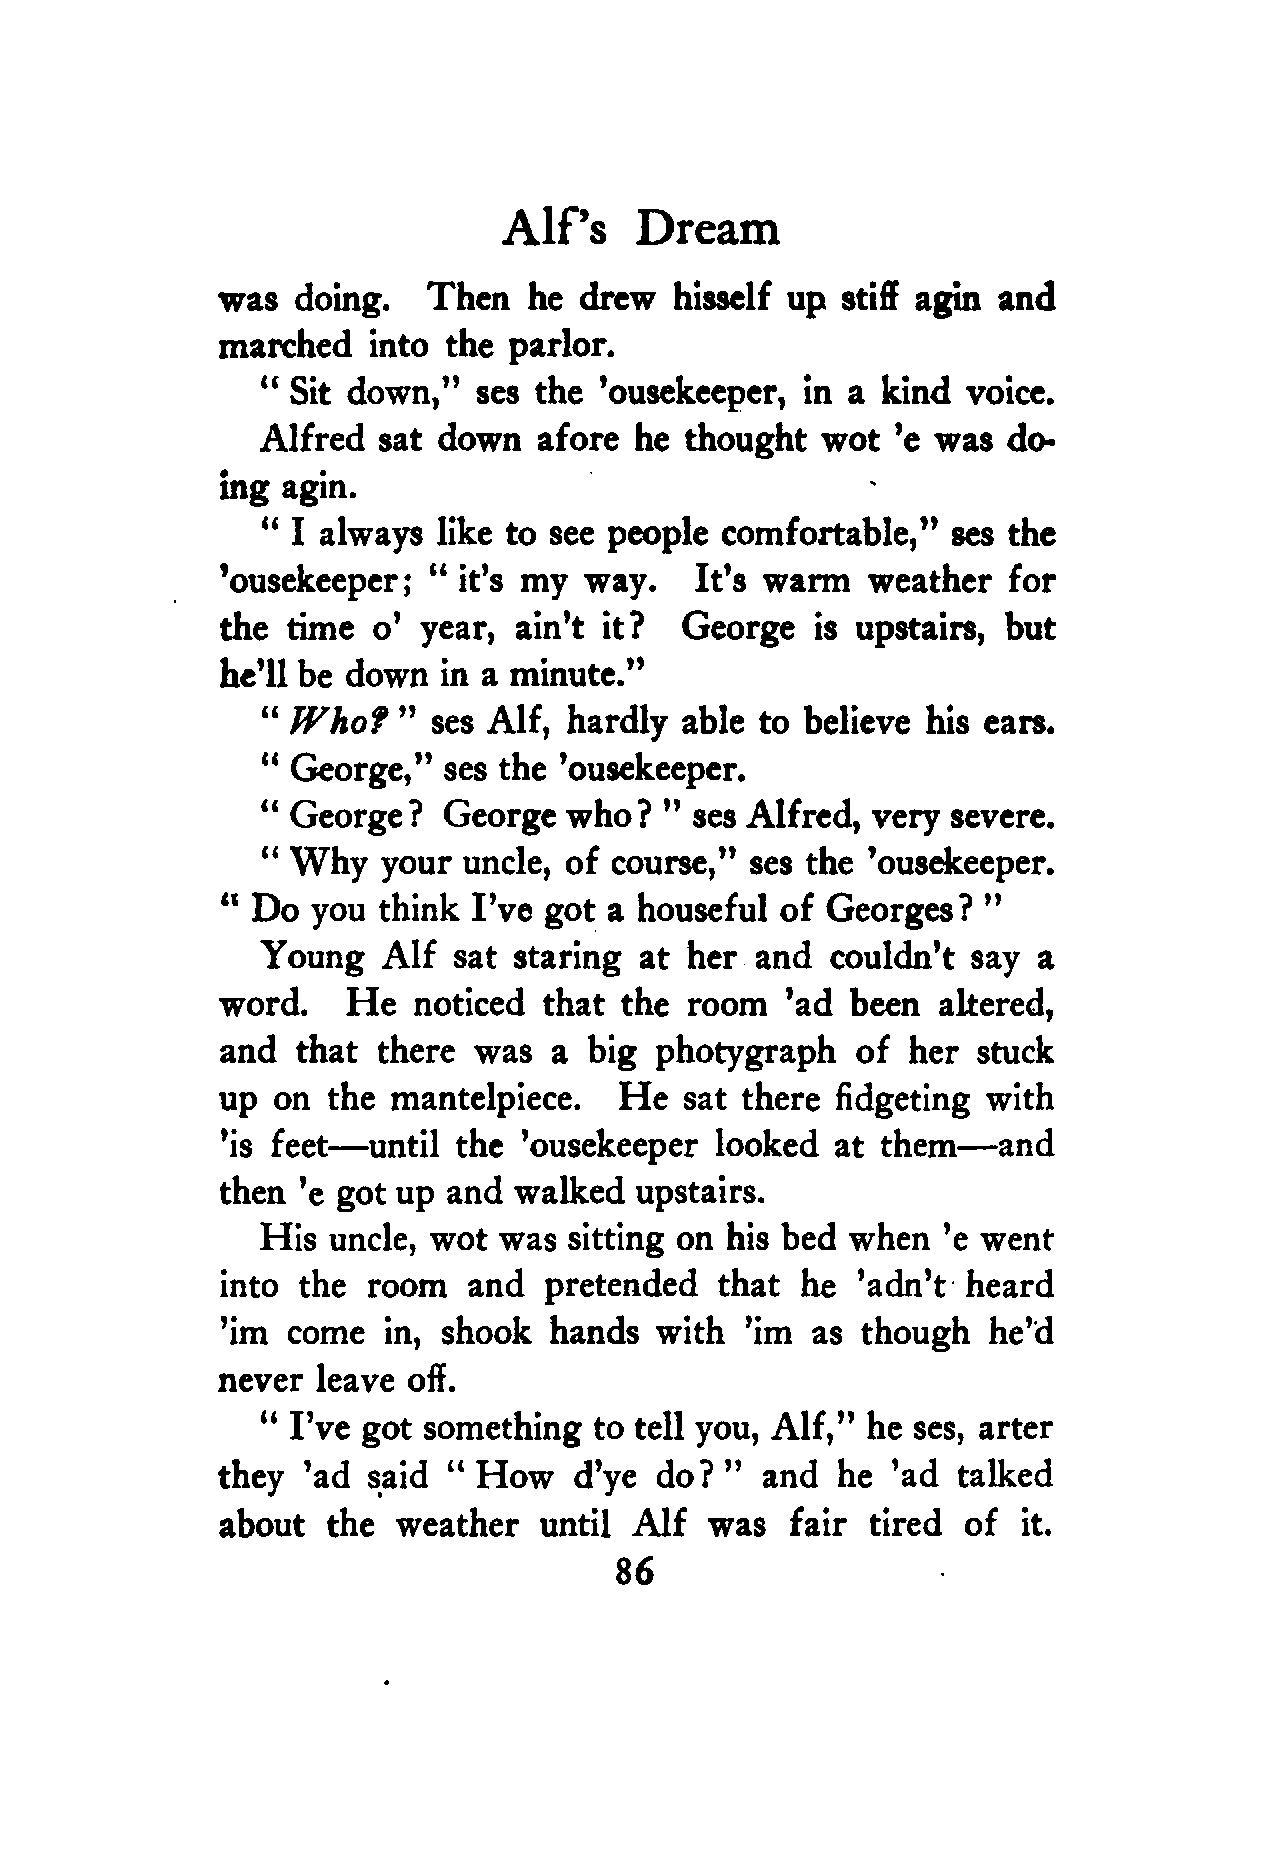 Alf's Dream
was doing. Then he drew hisself up stiff agin and
marched into the parlor.
" Sit down," ses the 'ousekeeper, in a kind voice.
Alfred sat down afore he thought wot 'e was do-
ing agin.
" I always like to see people comfortable," ses the
'ousekeeper; " it's my way. It's warm weather for
the time o' year, ain't it? George is upstairs, but
he'll be down in a minute."
" Who? " ses Alf, hardly able to believe his ears.
" George," ses the 'ousekeeper.
" George? George who? " ses Alfred, very severe.
" Why your uncle, of course," ses the 'ousekeeper.
" Do you think I've got a houseful of Georges? "
Young Alf sat staring at her and couldn't say a
word. He noticed that the room 'ad been altered,
and that there was a big photygraph of her stuck
up on the mantelpiece. He sat there fidgeting with
'is feet—until the 'ousekeeper looked at them—and
then 'e got up and walked upstairs.
His uncle, wot was sitting on his bed when 'e went
into the room and pretended that he 'adn't heard
'im come in, shook hands with 'im as though he'd
never leave off.
" I've got something to tell you, Alf," he ses, arter
they 'ad said " How d'ye do? " and he 'ad talked
about the weather until Alf was fair tired of it.
86